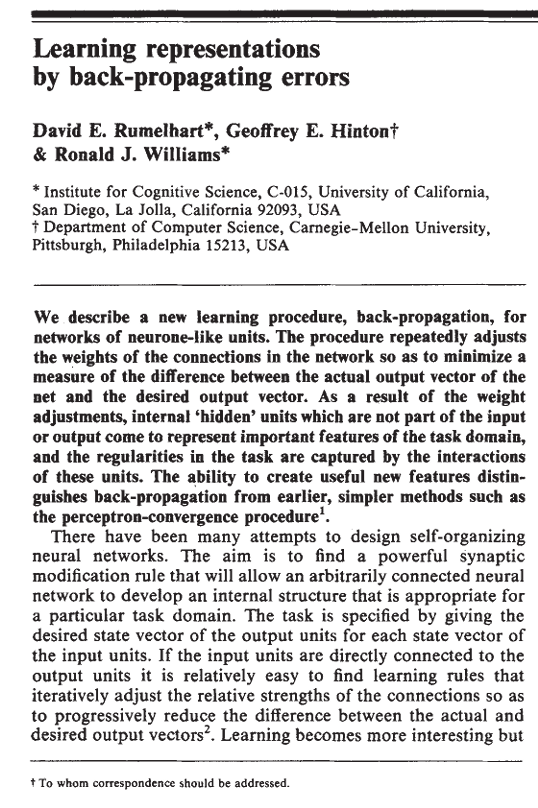 Learning representations
by back-propagating errors
David E. Rumelhart*, Geoffrey E. Hinton†
& Ronald J. Williams*
* Institute for Cognitive Science, C-015, University of California,
San Diego, La Jolla, California 92093, USA
† Department of Computer Science, Carnegie-Mellon University,
Pittsburgh, Philadelphia 15213, USA
We describe a new learning procedure, back-propagation, for
networks of neurone-like units. The procedure repeatedly adjusts
the weights of the connections in the network so as to minimize a
measure of the difference between the actual output vector of the
net and the desired output vector. As a result of the weight
adjustments, internal ‘hidden’ units which are not part of the input
or output come to represent important features of the task domain,
and the regularities in the task are captured by the interactions
of these units. The ability to create useful new features distin-
guishes back-propagation from earlier, simpler methods such as
the perceptron-convergence procedure¹.
There have been many attempts to design self-organizing
neural networks. The aim is to find a powerful synaptic
modification rule that will allow an arbitrarily connected neural
network to develop an internal structure that is appropriate for
a particular task domain. The task is specified by giving the
desired state vector of the output units for each state vector of
the input units. If the input units are directly connected to the
output units it is relatively easy to find learning rules that
iteratively adjust the relative strengths of the connections so as
to progressively reduce the difference between the actual and
desired output vectors². Learning becomes more interesting but
† To whom correspondence should be addressed.